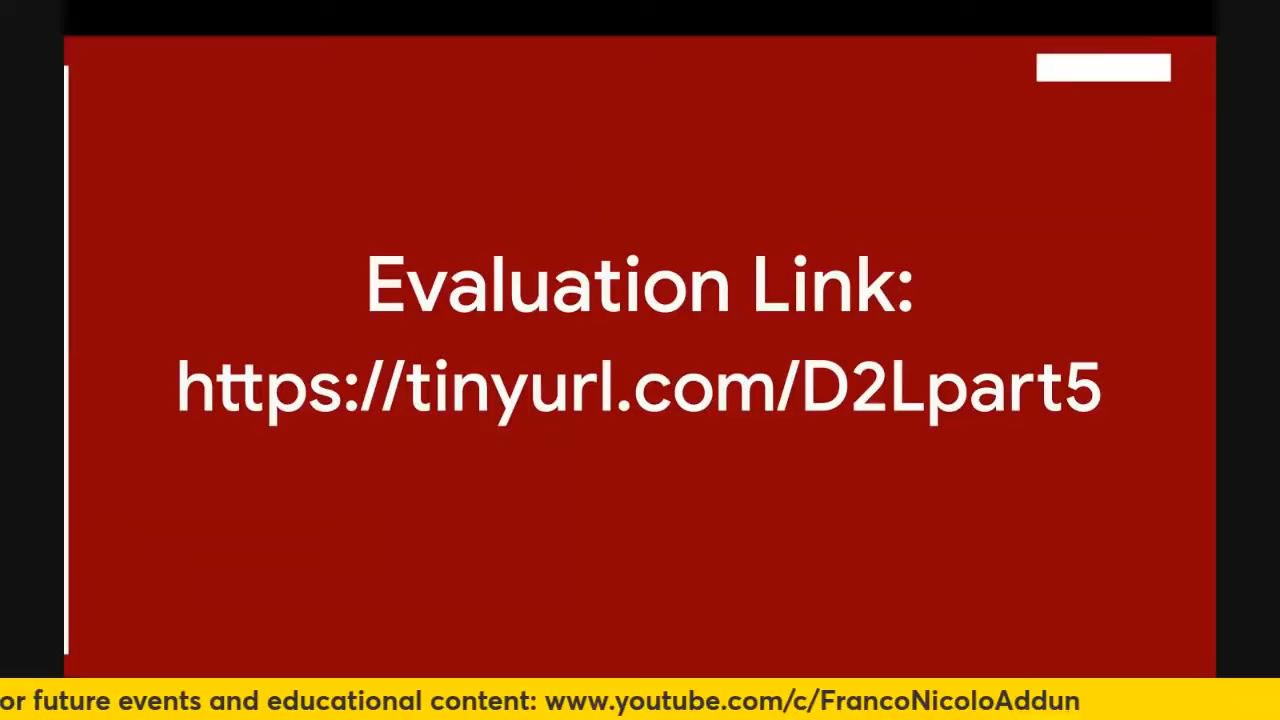 Evaluation Link:
https://tinyurl.com/D2Lpart5
or future events and educational content: www.youtube.com/c/FrancoNicoloAddun